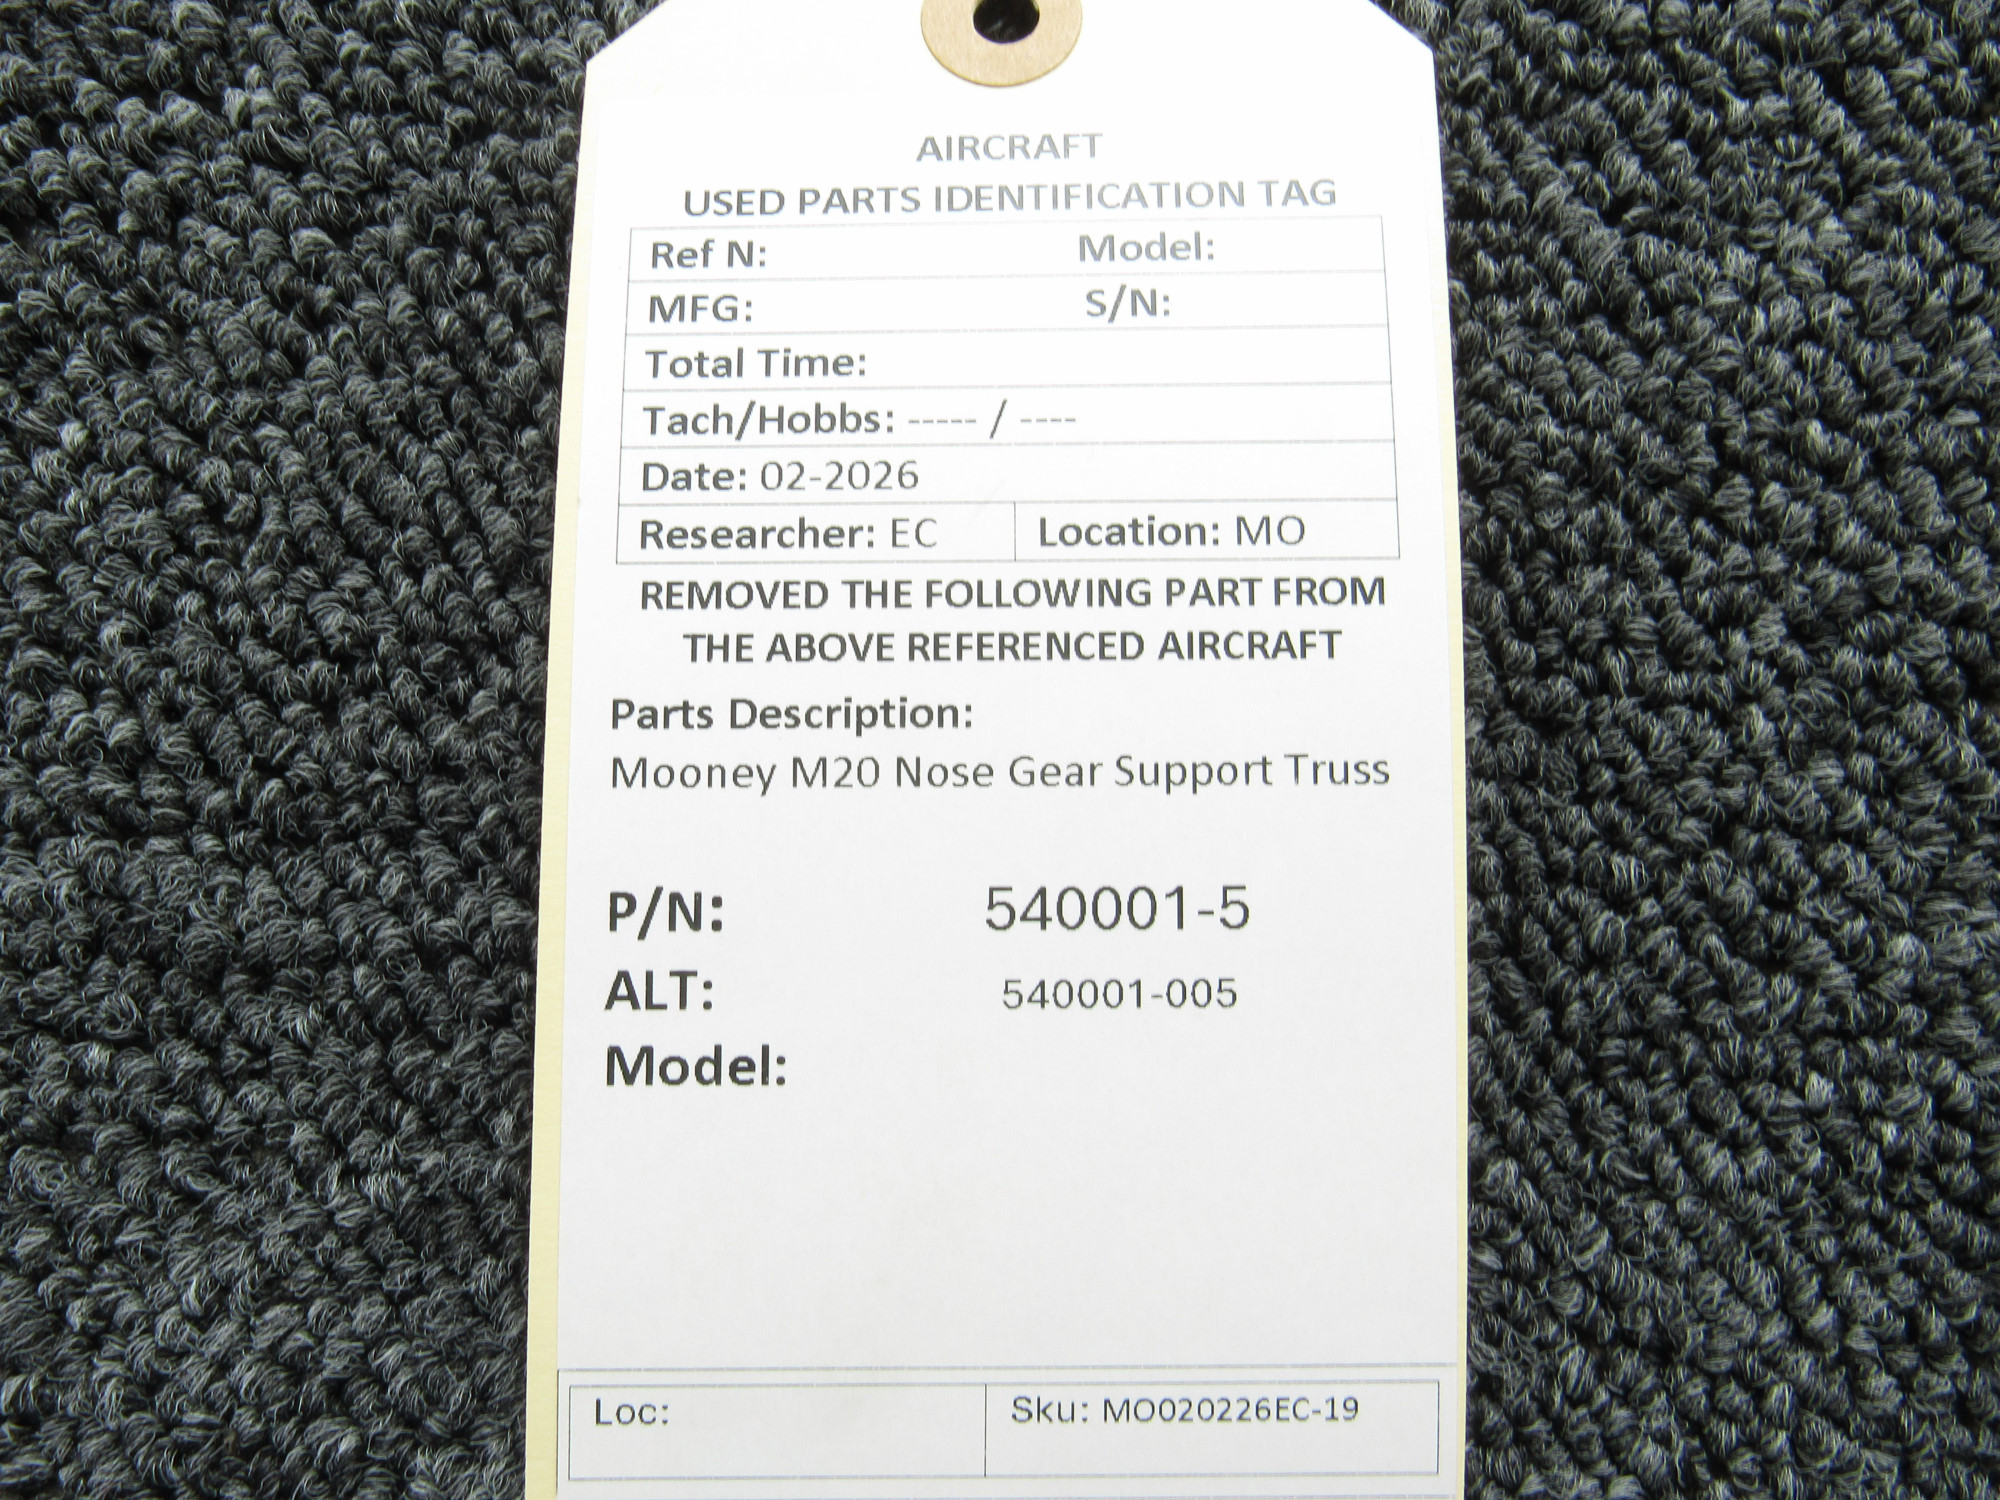 AIRCRAFT
USED PARTS IDENTIFICATION TAG
Ref N: Model:
MFG: S/N:
Total Time:
Tach/Hobbs: ----- / ----
Date: 02-2026
Researcher: EC Location: MO
REMOVED THE FOLLOWING PART FROM
THE ABOVE REFERENCED AIRCRAFT
Parts Description:
Mooney M20 Nose Gear Support Truss
P/N: 540001-5
ALT: 540001-005
Model:
Loc: Sku: MO020226EC-19